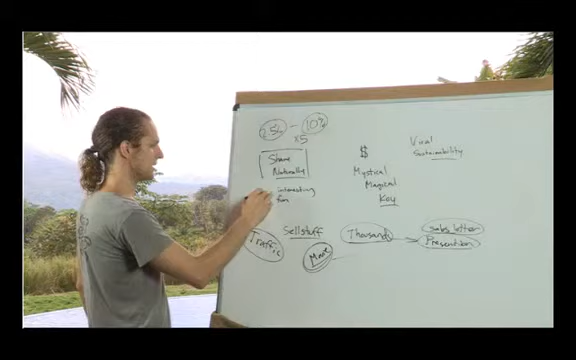 25% - 10%
x5
Share
Naturally
interesting
fun
$
Mystical
Magical
Key
Viral
Sustainability
Traffic
Sell stuff
More
Thousands
Sales letter
Presentation